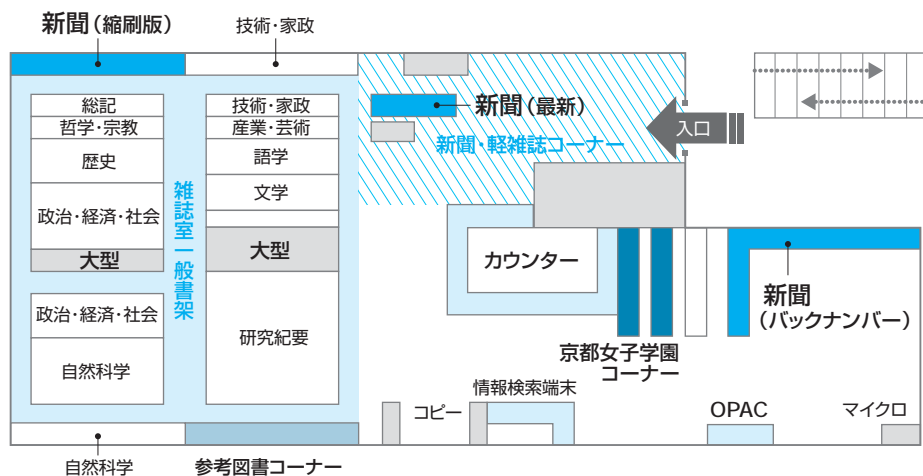 新聞(縮刷版)
技術・家政
総記
哲学・宗教
歴史
政治・経済・社会
大型
政治・経済・社会
自然科学
雑誌室一般書架
技術・家政
産業・芸術
語学
文学
大型
研究紀要
新聞(最新)
新聞・軽雑誌コーナー
入口
カウンター
京都女子学園
コーナー
新聞
(バックナンバー)
コピー
情報検索端末
OPAC
マイクロ
自然科学
参考図書コーナー